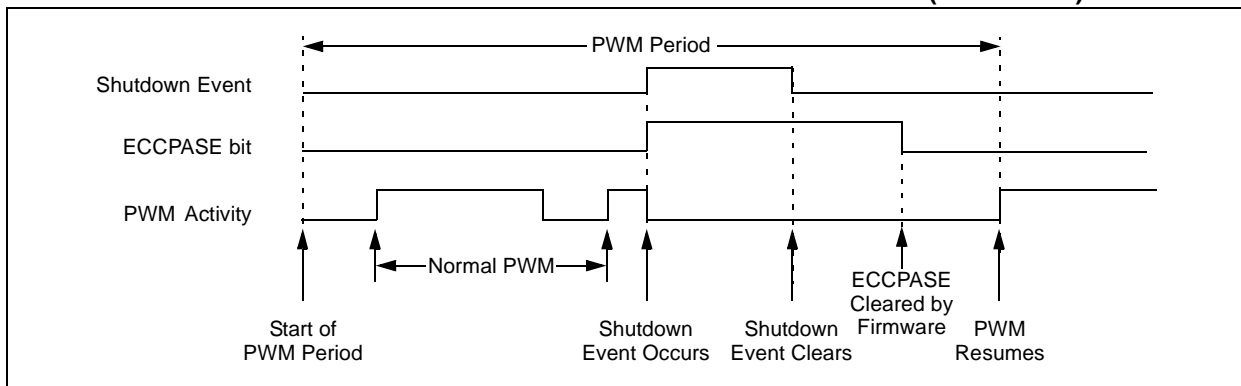 PWM Period
Shutdown Event
ECCPASE bit
PWM Activity
Normal PWM
Start of
PWM Period
Shutdown
Event Occurs
Shutdown
Event Clears
ECCPASE
Cleared by
Firmware
PWM
Resumes